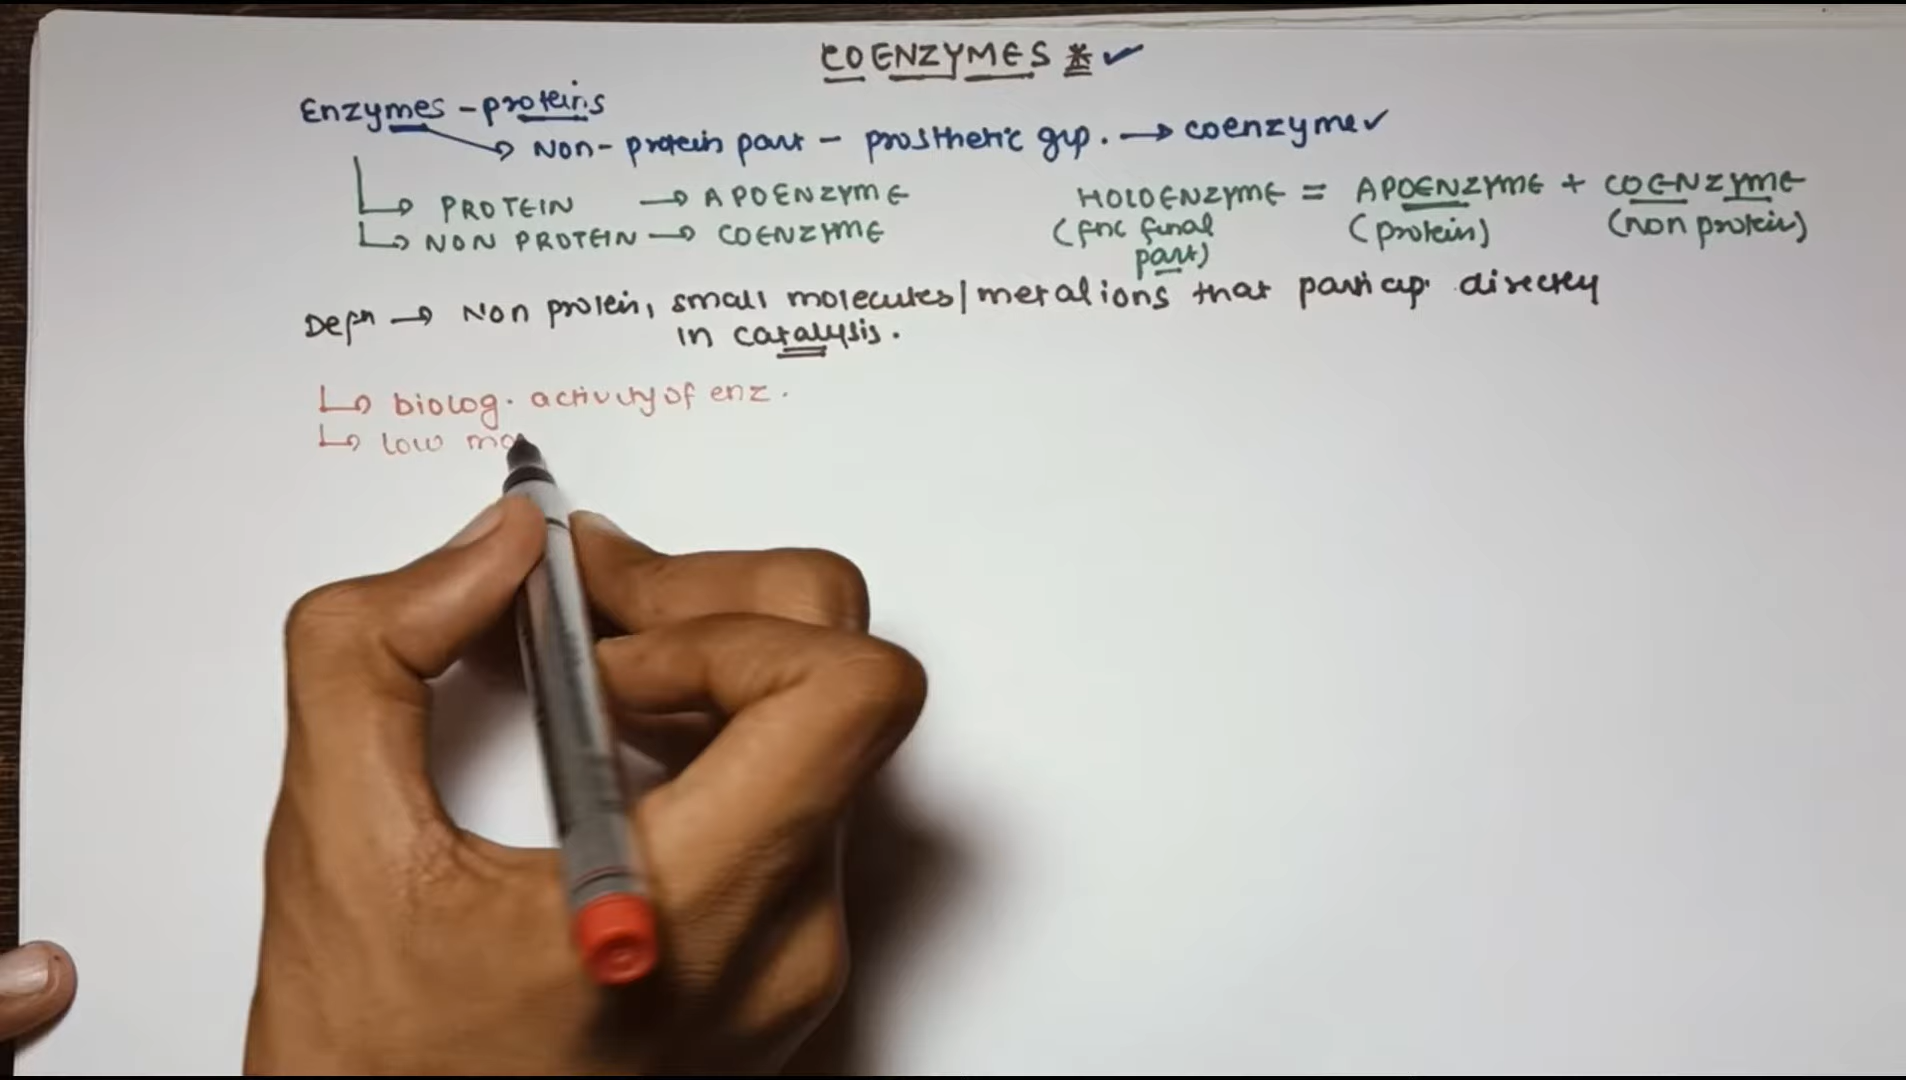 COENZYMES * ✓
Enzymes - proteins
Non-protein part - prosthetic grp. → coenzyme ✓
PROTEIN → APOENZYME
NON PROTEIN → COENZYME
HOLOENZYME = APOENZYME + COENZYME
(fnc final part) (protein) (non protein)
Defn → Non protein, small molecules/metal ions that particip. directly
in catalysis.
biolog. activity of enz.
low mo